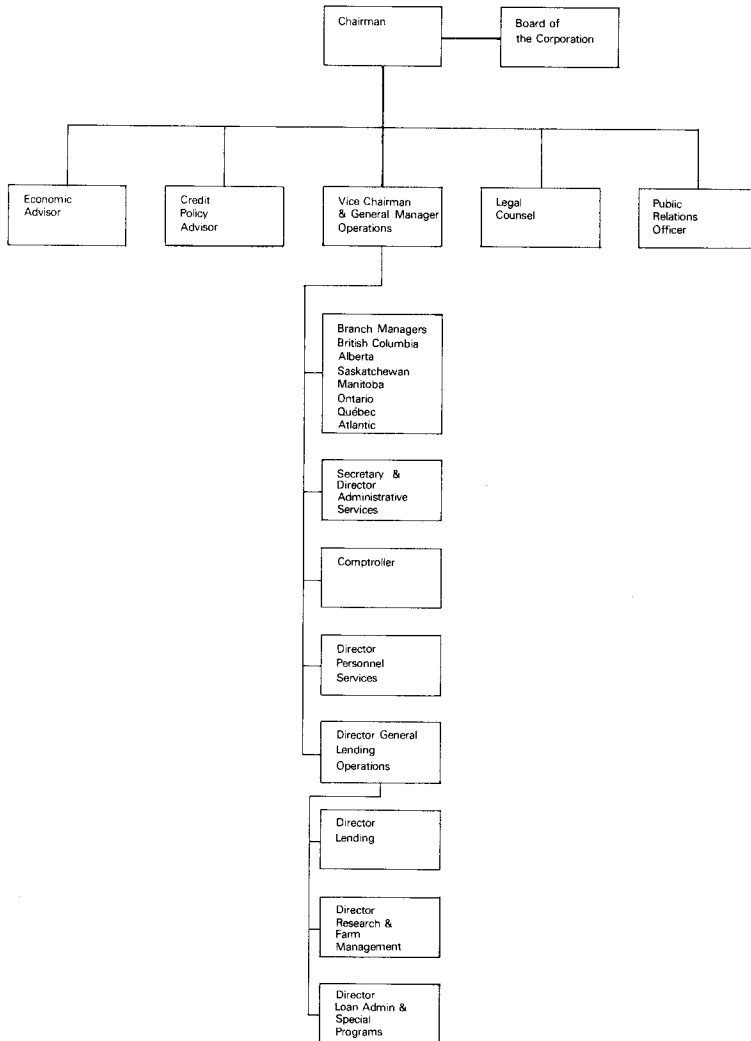 Chairman
Board of
the Corporation
Economic
Advisor
Credit
Policy
Advisor
Vice Chairman
& General Manager
Operations
Legal
Counsel
Public
Relations
Officer
Branch Managers
British Columbia
Alberta
Saskatchewan
Manitoba
Ontario
Québec
Atlantic
Secretary &
Director
Administrative
Services
Comptroller
Director
Personnel
Services
Director General
Lending
Operations
Director
Lending
Director
Research &
Farm
Management
Director
Loan Admin &
Special
Programs